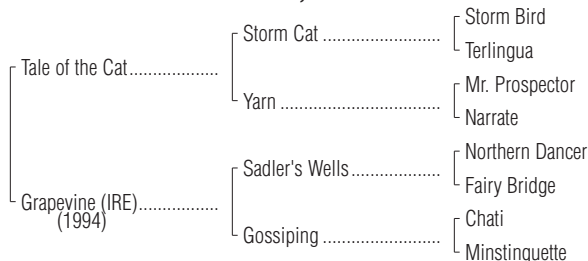 Storm Bird
Storm Cat ............................
Terlingua
Tale of the Cat..................
Mr. Prospector
Yarn .....................................
Narrate
Northern Dancer
Sadler's Wells.....................
Fairy Bridge
Grapevine (IRE)................
(1994)
Chati
Gossiping ............................
Minstinguette